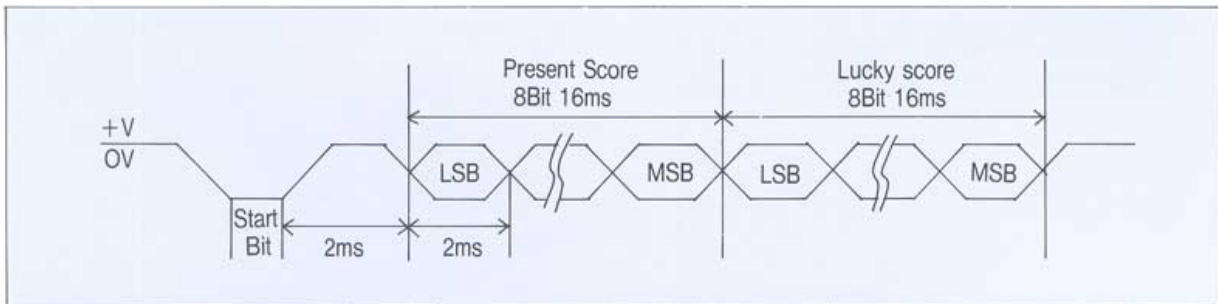 Present Score
8Bit 16ms
Lucky score
8Bit 16ms
+V
OV
LSB
MSB
LSB
MSB
Start
Bit
2ms
2ms